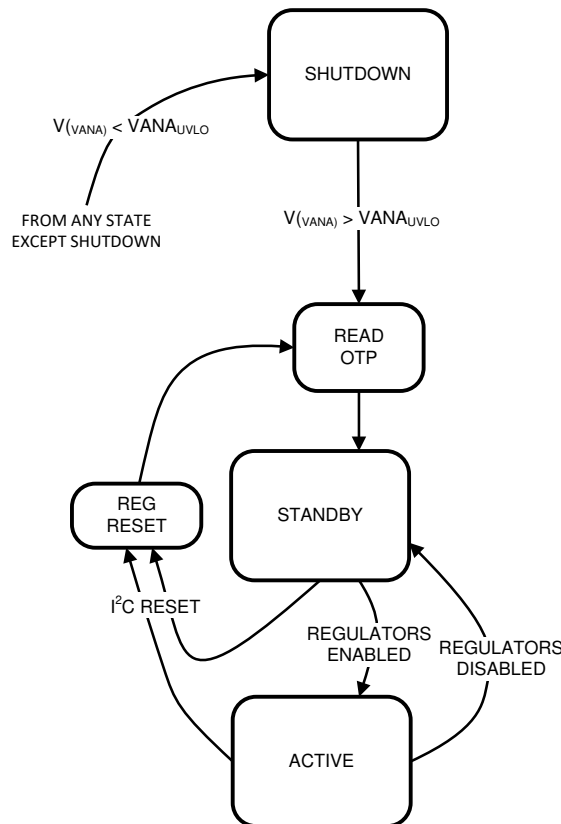 SHUTDOWN
V(VANA) < VANAUVLO
FROM ANY STATE
EXCEPT SHUTDOWN
V(VANA) > VANAUVLO
READ
OTP
REG
RESET
STANDBY
I²C RESET
REGULATORS
ENABLED
REGULATORS
DISABLED
ACTIVE